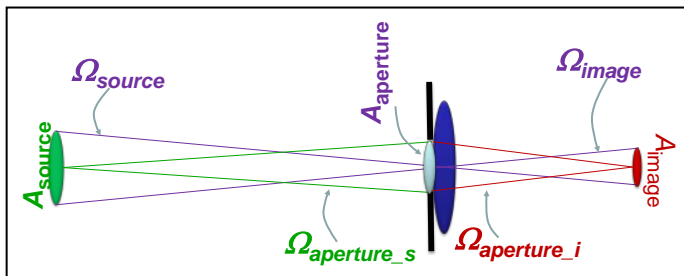 Ωsource
Aaperture
Ωimage
Asource
Aimage
Ωaperture_s
Ωaperture_i